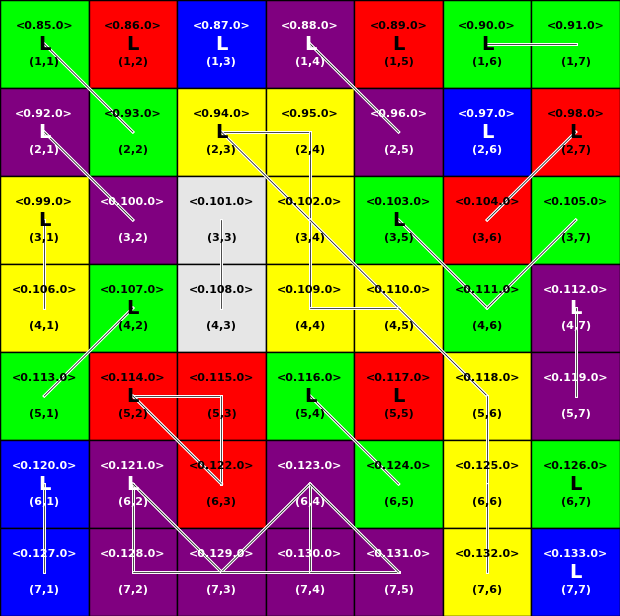 <0.85.0> <0.86.0> <0.87.0> <0.88.0> <0.89.0> <0.90.0> <0.91.0>
L L L L L L
(1,1) (1,2) (1,3) (1,4) (1,5) (1,6) (1,7)
<0.92.0> <0.93.0> <0.94.0> <0.95.0> <0.96.0> <0.97.0> <0.98.0>
L L L L
(2,1) (2,2) (2,3) (2,4) (2,5) (2,6) (2,7)
<0.99.0> <0.100.0> <0.101.0> <0.102.0> <0.103.0> <0.104.0> <0.105.0>
L L
(3,1) (3,2) (3,3) (3,4) (3,5) (3,6) (3,7)
<0.106.0> <0.107.0> <0.108.0> <0.109.0> <0.110.0> <0.111.0> <0.112.0>
L L
(4,1) (4,2) (4,3) (4,4) (4,5) (4,6) (4,7)
<0.113.0> <0.114.0> <0.115.0> <0.116.0> <0.117.0> <0.118.0> <0.119.0>
L L L
(5,1) (5,2) (5,3) (5,4) (5,5) (5,6) (5,7)
<0.120.0> <0.121.0> <0.122.0> <0.123.0> <0.124.0> <0.125.0> <0.126.0>
L L L
(6,1) (6,2) (6,3) (6,4) (6,5) (6,6) (6,7)
<0.127.0> <0.128.0> <0.129.0> <0.130.0> <0.131.0> <0.132.0> <0.133.0>
L
(7,1) (7,2) (7,3) (7,4) (7,5) (7,6) (7,7)